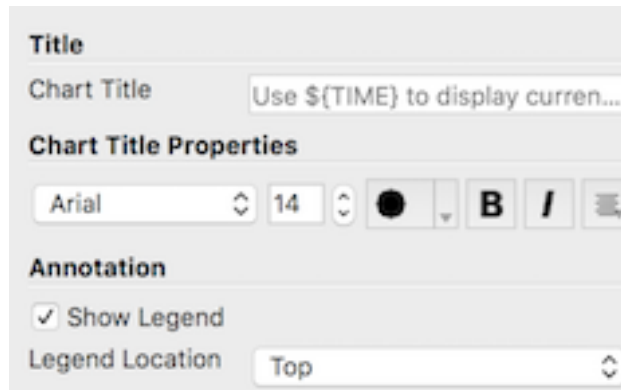 Title
Chart Title Use ${TIME} to display curren...
Chart Title Properties
Arial 14 B I
Annotation
Show Legend
Legend Location Top